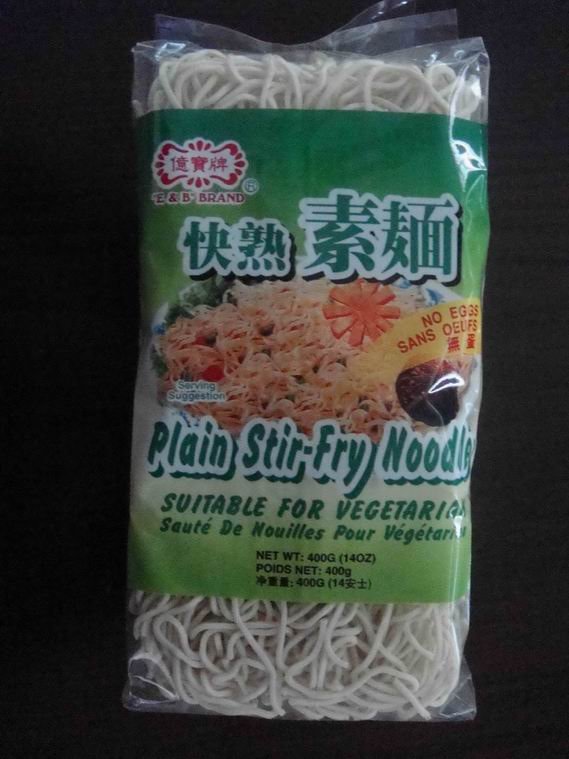 億寶牌
®
"E & B" BRAND
快熟 素麵
NO EGGS
SANS OEUFS
無蛋
Serving
Suggestion
Plain Stir-Fry Noodle
SUITABLE FOR VEGETARIA
Sauté De Nouilles Pour Végétarien
NET WT: 400G (14OZ)
POIDS NET: 400g
净重量: 400G (14安士)